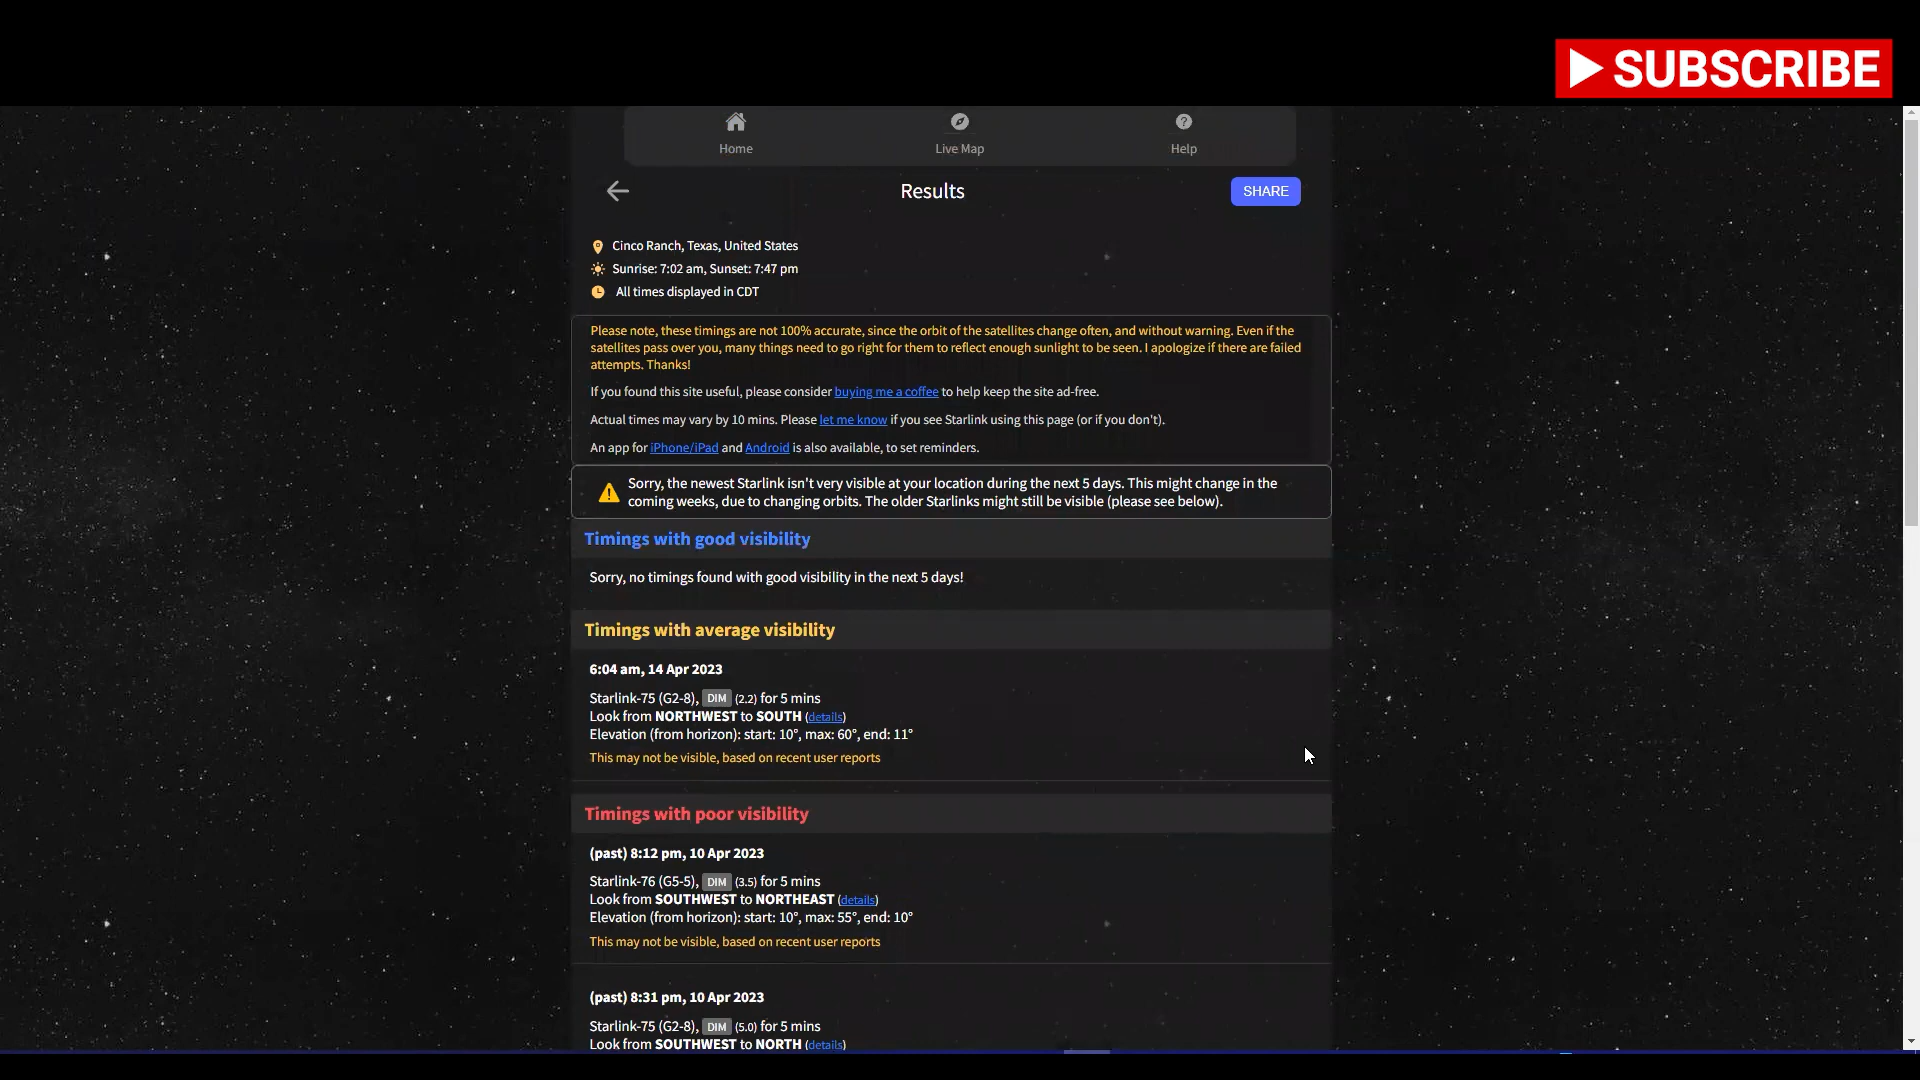 SUBSCRIBE
Home
Live Map
Help
Results
SHARE
Cinco Ranch, Texas, United States
Sunrise: 7:02 am, Sunset: 7:47 pm
All times displayed in CDT
Please note, these timings are not 100% accurate, since the orbit of the satellites change often, and without warning. Even if the
satellites pass over you, many things need to go right for them to reflect enough sunlight to be seen. I apologize if there are failed
attempts. Thanks!
If you found this site useful, please consider buying me a coffee to help keep the site ad-free.
Actual times may vary by 10 mins. Please let me know if you see Starlink using this page (or if you don't).
An app for iPhone/iPad and Android is also available, to set reminders.
Sorry, the newest Starlink isn't very visible at your location during the next 5 days. This might change in the
coming weeks, due to changing orbits. The older Starlinks might still be visible (please see below).
Timings with good visibility
Sorry, no timings found with good visibility in the next 5 days!
Timings with average visibility
6:04 am, 14 Apr 2023
Starlink-75 (G2-8), DIM (2.2) for 5 mins
Look from NORTHWEST to SOUTH (details)
Elevation (from horizon): start: 10°, max: 60°, end: 11°
This may not be visible, based on recent user reports
Timings with poor visibility
(past) 8:12 pm, 10 Apr 2023
Starlink-76 (G5-5), DIM (3.5) for 5 mins
Look from SOUTHWEST to NORTHEAST (details)
Elevation (from horizon): start: 10°, max: 55°, end: 10°
This may not be visible, based on recent user reports
(past) 8:31 pm, 10 Apr 2023
Starlink-75 (G2-8), DIM (5.0) for 5 mins
Look from SOUTHWEST to NORTH (details)